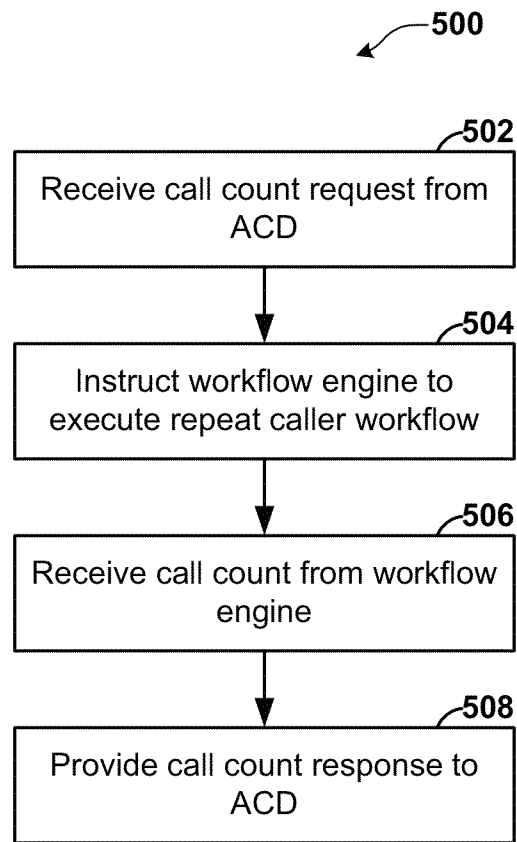 500
502
Receive call count request from
ACD
504
Instruct workflow engine to
execute repeat caller workflow
506
Receive call count from workflow
engine
508
Provide call count response to
ACD